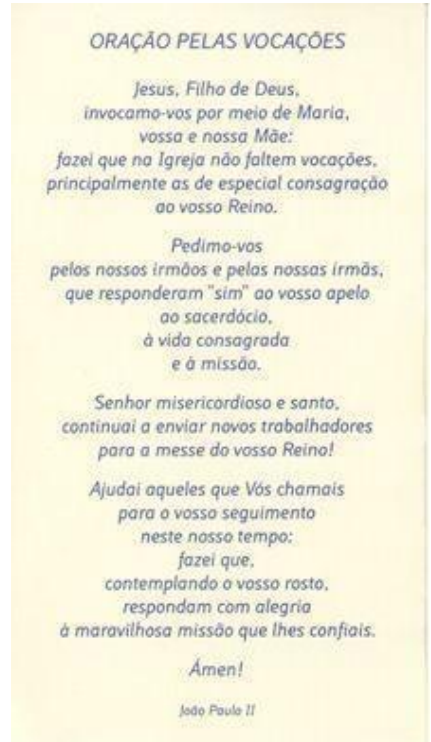 ORAÇÃO PELAS VOCAÇÕES
Jesus, Filho de Deus,
invocamo-vos por meio de Maria,
vossa e nossa Mãe:
fazei que na Igreja não faltem vocações,
principalmente as de especial consagração
ao vosso Reino.
Pedimo-vos
pelos nossos irmãos e pelas nossas irmãs,
que responderam "sim" ao vosso apelo
ao sacerdócio,
à vida consagrada
e à missão.
Senhor misericordioso e santo,
continuai a enviar novos trabalhadores
para a messe do vosso Reino!
Ajudai aqueles que Vós chamais
para o vosso seguimento
neste nosso tempo:
fazei que,
contemplando o vosso rosto,
respondam com alegria
à maravilhosa missão que lhes confiais.
Ámen!
João Paulo II